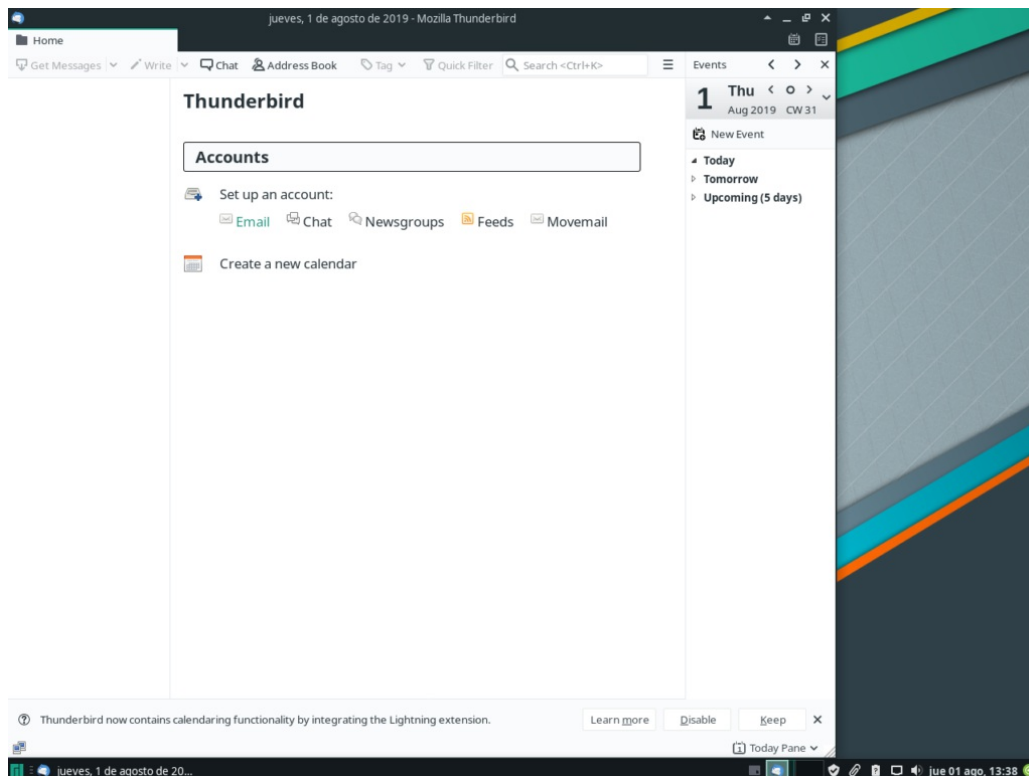 jueves, 1 de agosto de 2019 - Mozilla Thunderbird
Home
Get Messages Write Chat Address Book Tag Quick Filter Search <Ctrl+K>
Thunderbird
Accounts
Set up an account:
Email Chat Newsgroups Feeds Movemail
Create a new calendar
Events
1 Thu
Aug 2019 CW 31
New Event
Today
Tomorrow
Upcoming (5 days)
Thunderbird now contains calendaring functionality by integrating the Lightning extension. Learn more Disable Keep
Today Pane
jueves, 1 de agosto de 20... jue 01 ago, 13:38